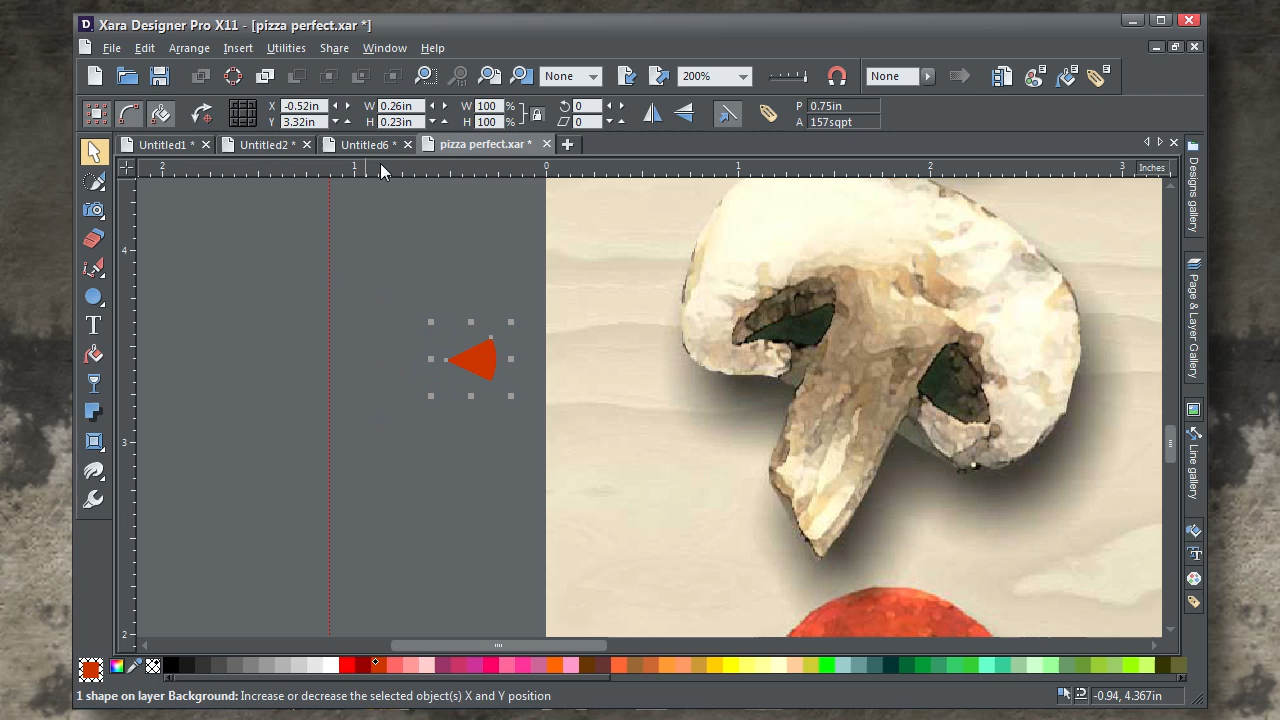 D Xara Designer Pro X11 - [pizza perfect.xar *]
File Edit Arrange Insert Utilities Share Window Help
None 200% None
X -0.52in W 0.26in W 100 % 0 P 0.75in
Y 3.32in H 0.23in H 100 % 0 A 157sqpt
Untitled1 * Untitled2 * Untitled6 * pizza perfect.xar *
2 1 0 1 2 3 Inches
4
3
2
Designs gallery
Page & Layer Gallery
Line gallery
T
1 shape on layer Background: Increase or decrease the selected object(s) X and Y position
-0.94, 4.367in